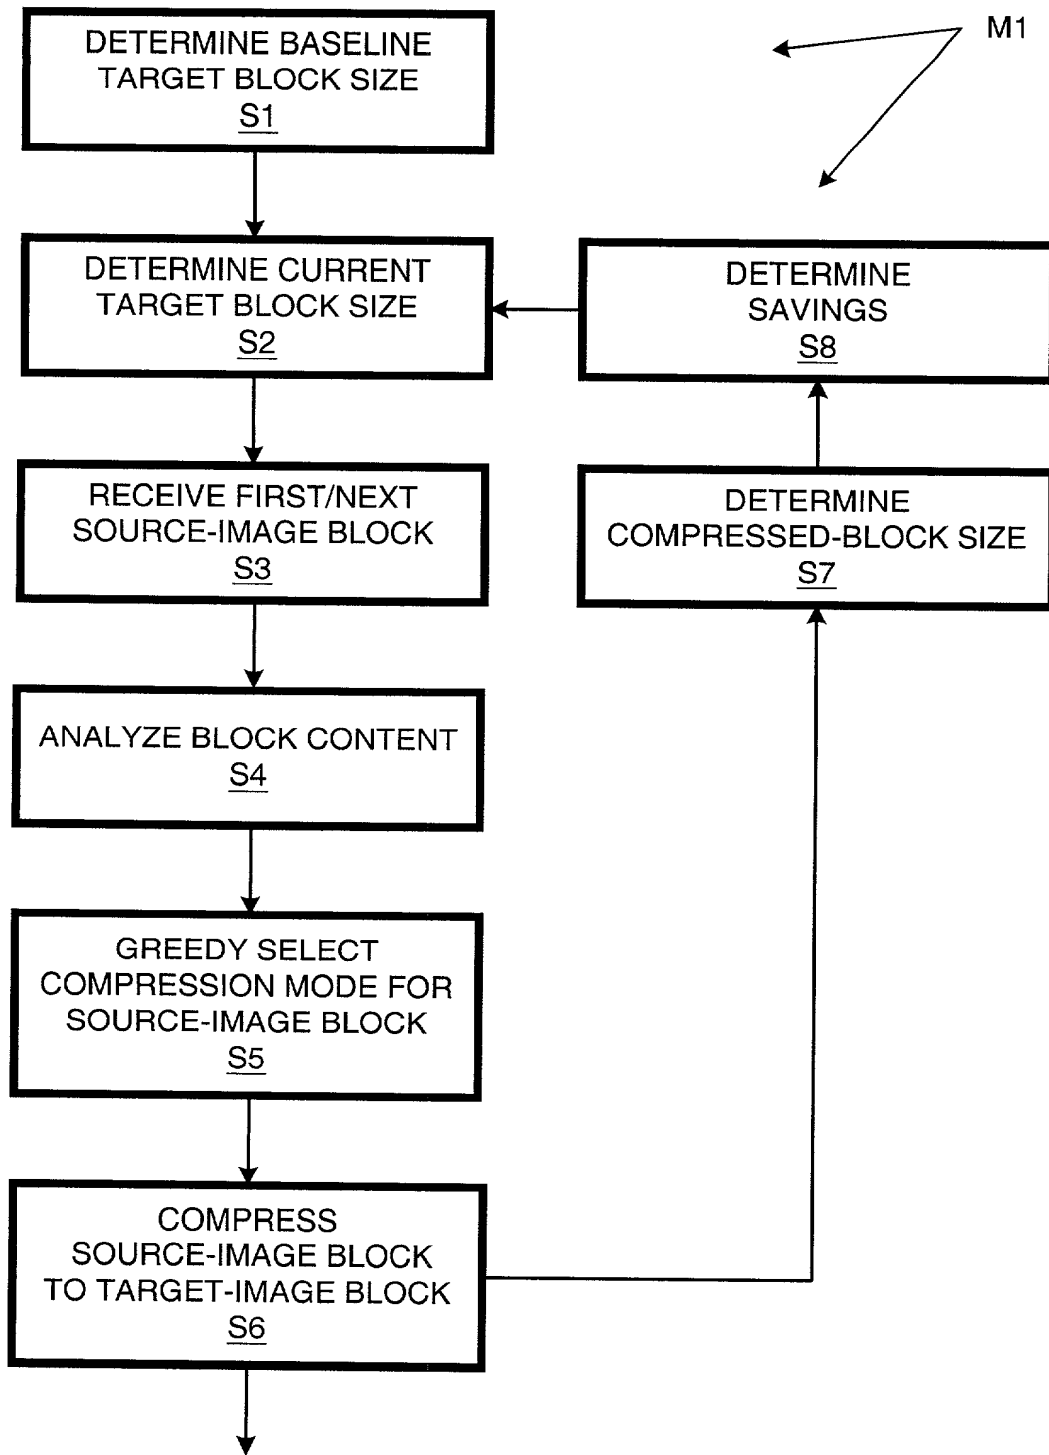 M1
DETERMINE BASELINE
TARGET BLOCK SIZE
S1
DETERMINE CURRENT
TARGET BLOCK SIZE
S2
DETERMINE
SAVINGS
S8
RECEIVE FIRST/NEXT
SOURCE-IMAGE BLOCK
S3
DETERMINE
COMPRESSED-BLOCK SIZE
S7
ANALYZE BLOCK CONTENT
S4
GREEDY SELECT
COMPRESSION MODE FOR
SOURCE-IMAGE BLOCK
S5
COMPRESS
SOURCE-IMAGE BLOCK
TO TARGET-IMAGE BLOCK
S6